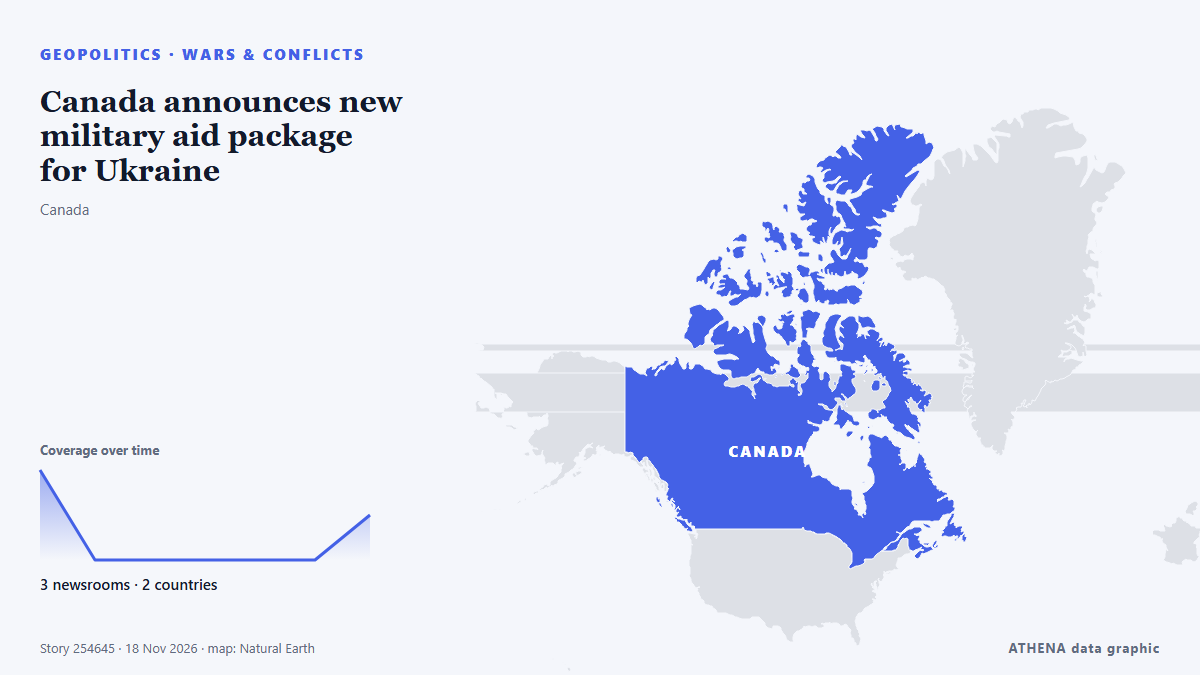 GEOPOLITICS · WARS & CONFLICTS
Canada announces new
military aid package
for Ukraine
Canada
CANADA
Coverage over time
3 newsrooms · 2 countries
Story 254645 · 18 Nov 2026 · map: Natural Earth
ATHENA data graphic